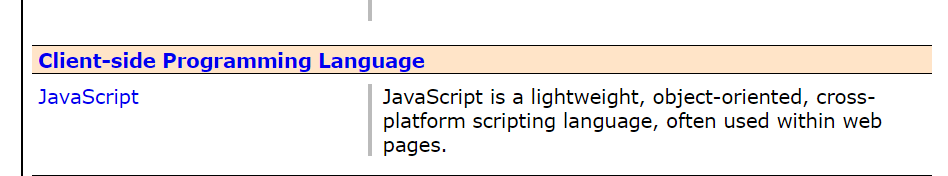 Client-side Programming Language
JavaScript
JavaScript is a lightweight, object-oriented, cross-
platform scripting language, often used within web
pages.